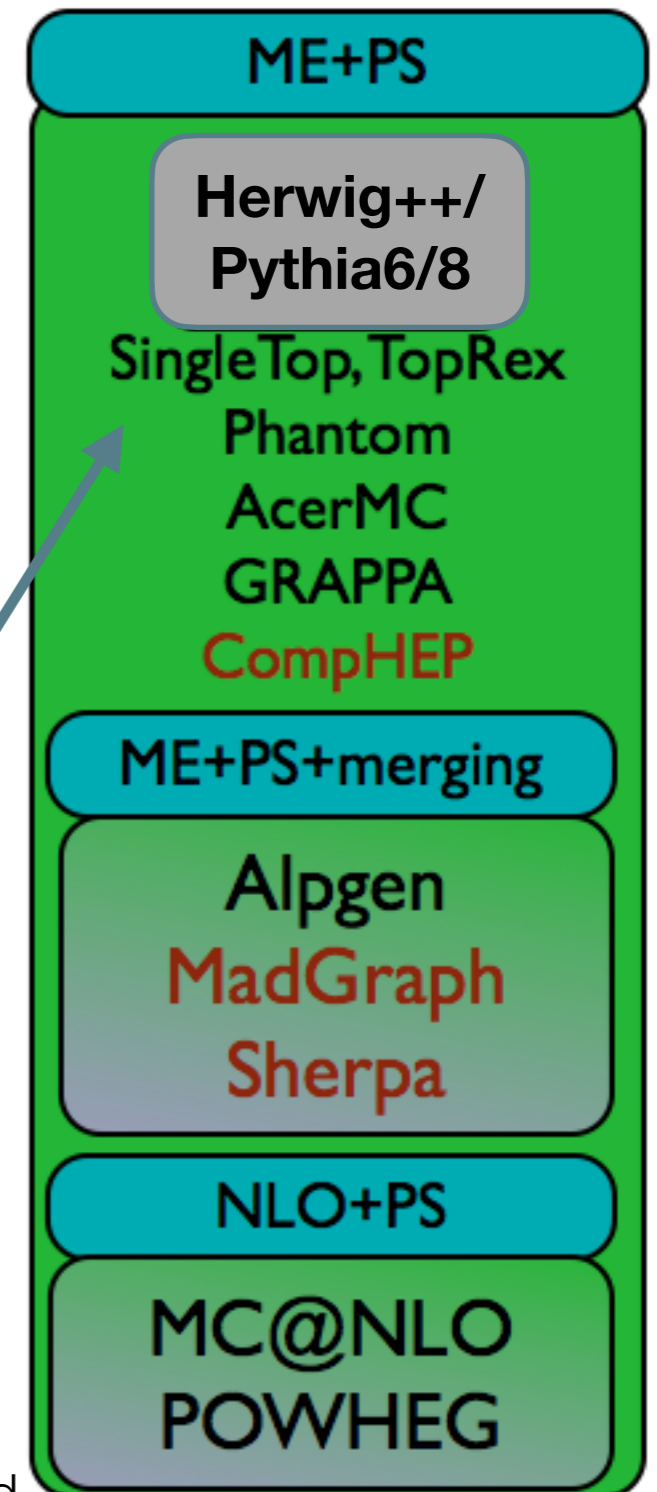 ME+PS
Herwig++/
Pythia6/8
SingleTop, TopRex
Phantom
AcerMC
GRAPPA
CompHEP
ME+PS+merging
Alpgen
MadGraph
Sherpa
NLO+PS
MC@NLO
POWHEG